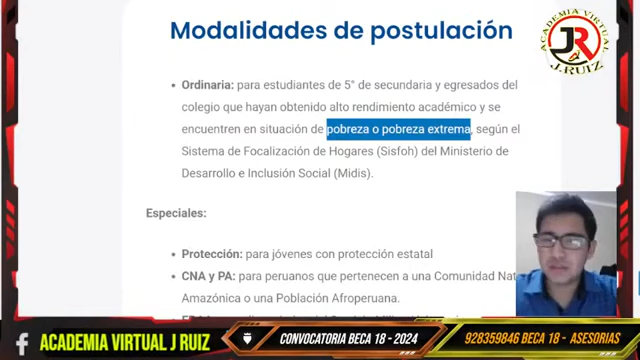 Modalidades de postulación
ACADEMIA VIRTUAL
JR
J.RUIZ
• Ordinaria: para estudiantes de 5° de secundaria y egresados del
colegio que hayan obtenido alto rendimiento académico y se
encuentren en situación de pobreza o pobreza extrema, según el
Sistema de Focalización de Hogares (Sisfoh) del Ministerio de
Desarrollo e Inclusión Social (Midis).
Especiales:
• Protección: para jóvenes con protección estatal
• CNA y PA: para peruanos que pertenecen a una Comunidad Nat
Amazónica o una Población Afroperuana.
ACADEMIA VIRTUAL J RUIZ
CONVOCATORIA BECA 18 - 2024
928359846 BECA 18 - ASESORIAS